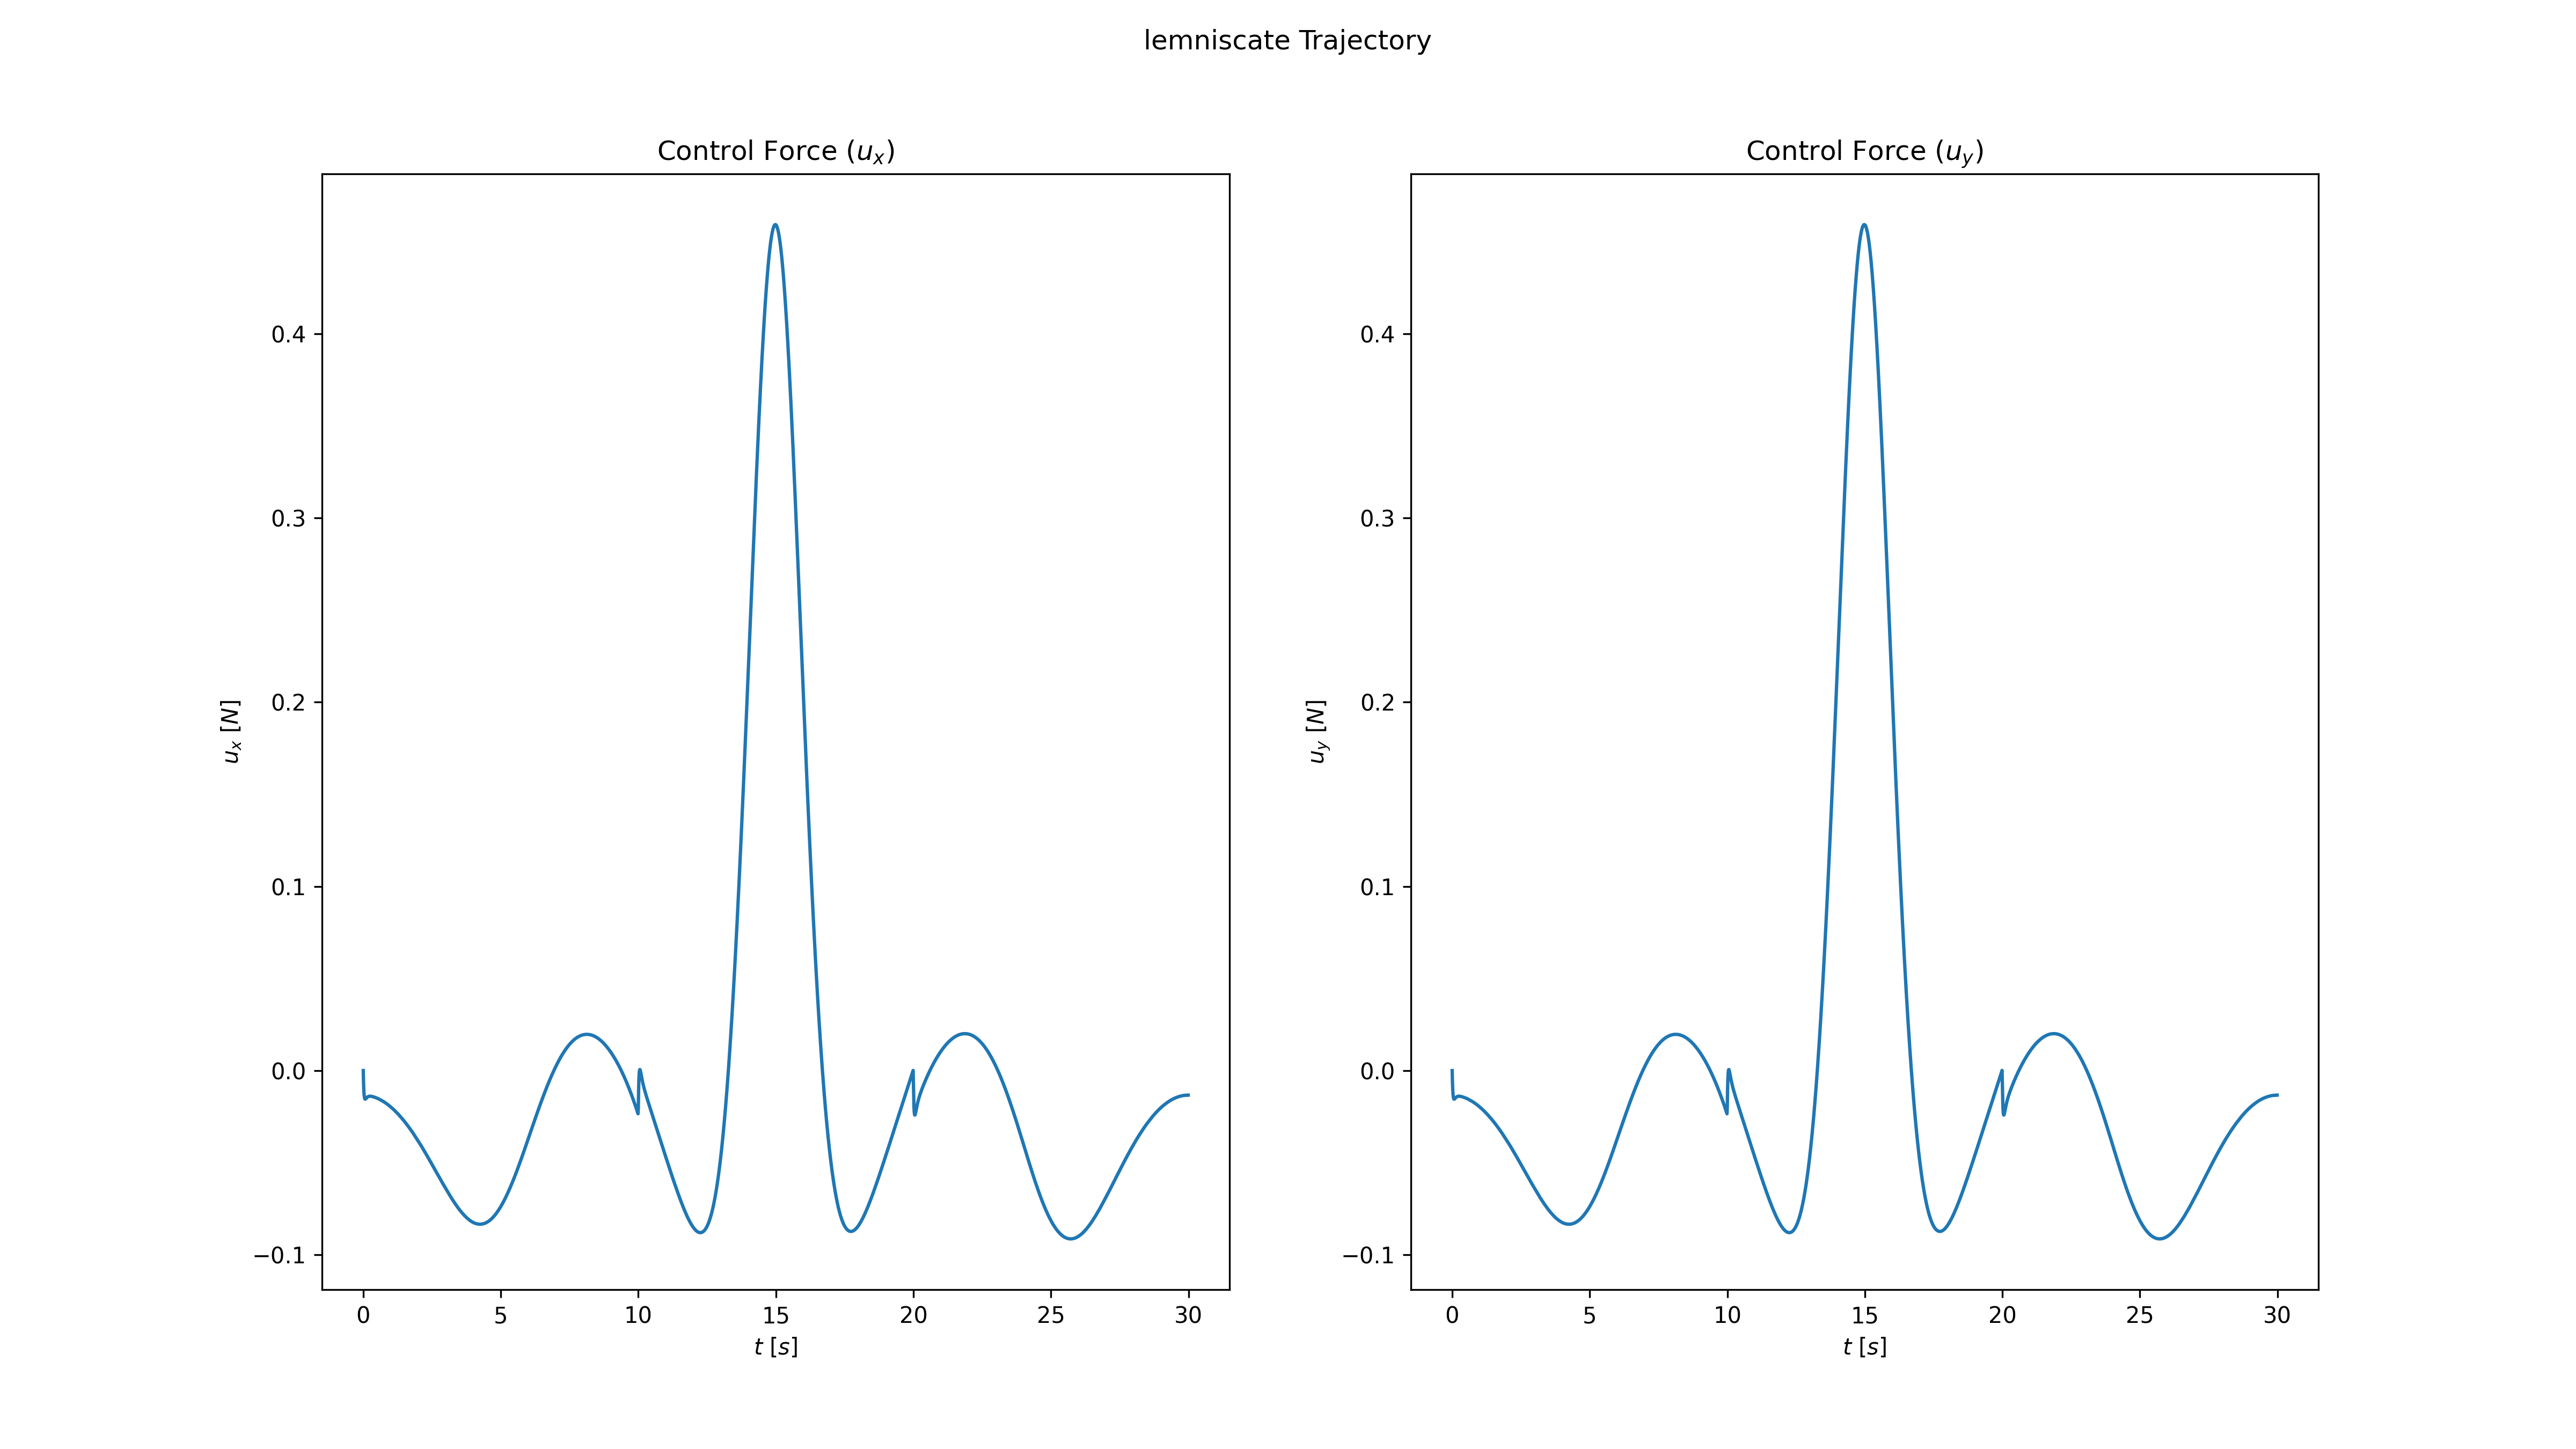 lemniscate Trajectory
Control Force (uₓ)
0.4
0.3
0.2
0.1
0.0
−0.1
uₓ [N]
0 5 10 15 20 25 30
t [s]
Control Force (u_y)
0.4
0.3
0.2
0.1
0.0
−0.1
u_y [N]
0 5 10 15 20 25 30
t [s]